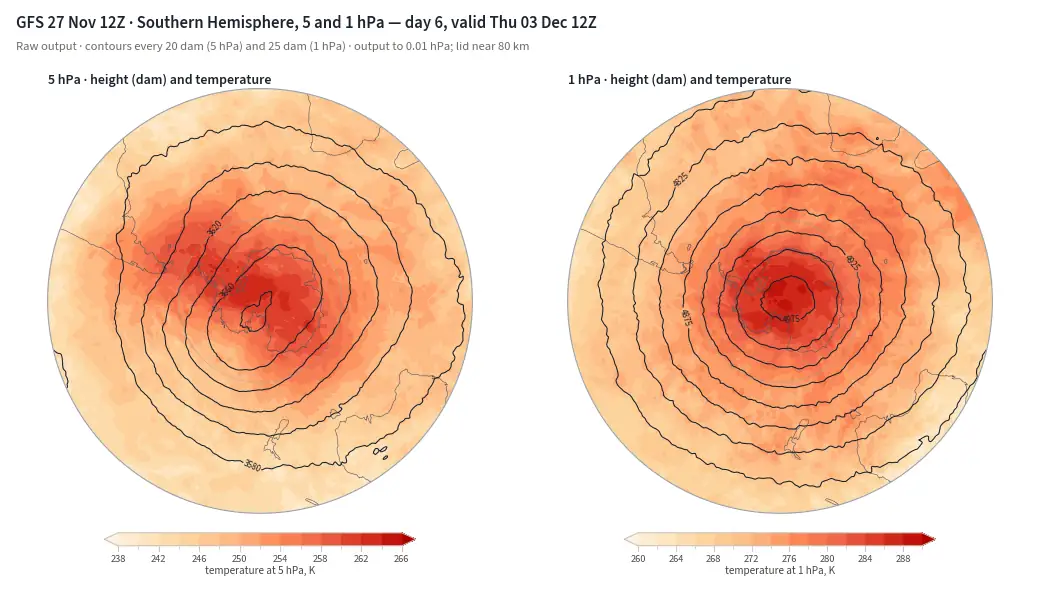 GFS 27 Nov 12Z · Southern Hemisphere, 5 and 1 hPa — day 6, valid Thu 03 Dec 12Z
Raw output · contours every 20 dam (5 hPa) and 25 dam (1 hPa) · output to 0.01 hPa; lid near 80 km
5 hPa · height (dam) and temperature
1 hPa · height (dam) and temperature
3620
3660
3580
4825
4925
4875
4975
238 242 246 250 254 258 262 266
temperature at 5 hPa, K
260 264 268 272 276 280 284 288
temperature at 1 hPa, K